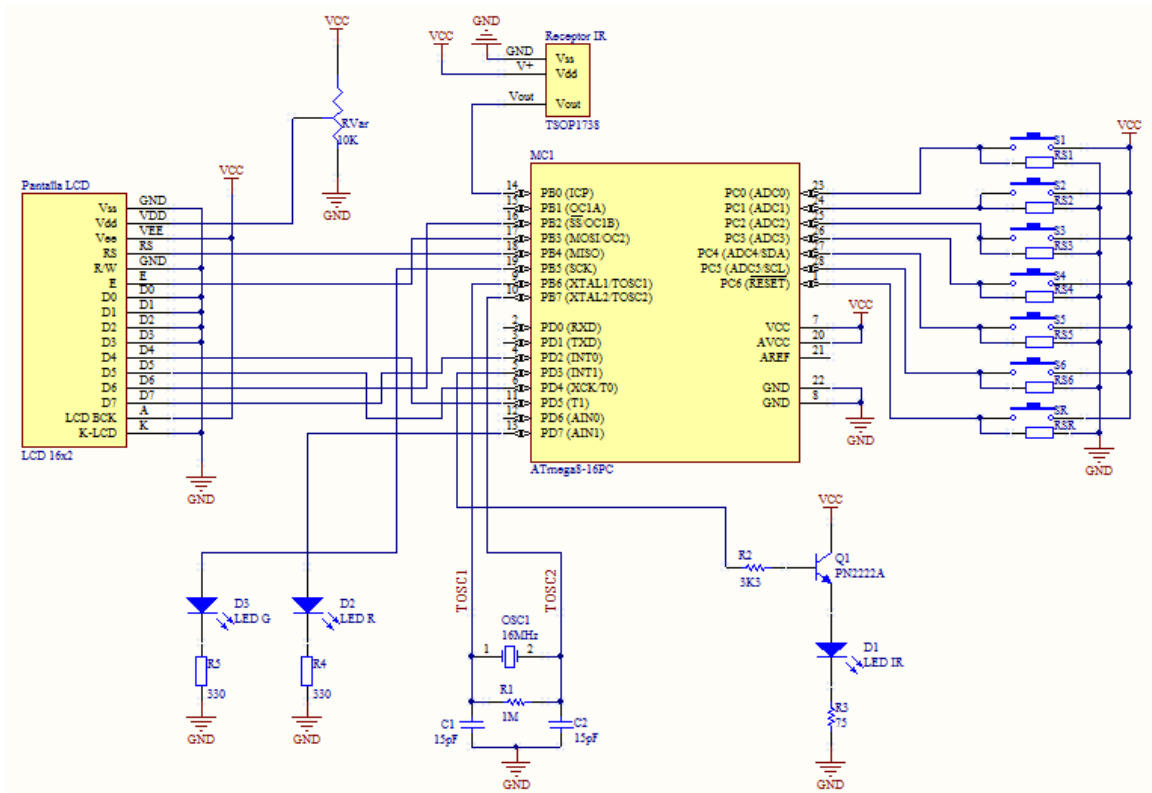 VCC
GND
VCC
Receptor IR
GND Vss
V+ Vdd
Vout Vout
TSOP1738
RVar
10K
GND
VCC
Pantalla LCD
Vss GND
Vdd VDD
Vee VEE
RS RS
R/W GND
E E
D0 D0
D1 D1
D2 D2
D3 D3
D4 D4
D5 D5
D6 D6
D7 D7
LCD BCK A
K-LCD K
LCD 16x2
GND
MC1
14 PB0 (ICP)
15 PB1 (OC1A)
16 PB2 (SS/OC1B)
17 PB3 (MOSI/OC2)
18 PB4 (MISO)
19 PB5 (SCK)
9 PB6 (XTAL1/TOSC1)
10 PB7 (XTAL2/TOSC2)
2 PD0 (RXD)
3 PD1 (TXD)
4 PD2 (INT0)
5 PD3 (INT1)
6 PD4 (XCK/T0)
11 PD5 (T1)
12 PD6 (AIN0)
13 PD7 (AIN1)
PC0 (ADC0) 23
PC1 (ADC1) 24
PC2 (ADC2) 25
PC3 (ADC3) 26
PC4 (ADC4/SDA) 27
PC5 (ADC5/SCL) 28
PC6 (RESET) 1
VCC 7
AVCC 20
AREF 21
GND 22
GND 8
ATmega8-16PC
VCC
GND
VCC
S1
RS1
S2
RS2
S3
RS3
S4
RS4
S5
RS5
S6
RS6
SR
RSR
GND
D3
LED G
R5
330
GND
D2
LED R
R4
330
GND
TOSC1
TOSC2
OSC1
16MHz
1 2
R1
1M
C1
15pF
C2
15pF
GND
VCC
R2
3K3
Q1
PN2222A
D1
LED IR
R3
75
GND